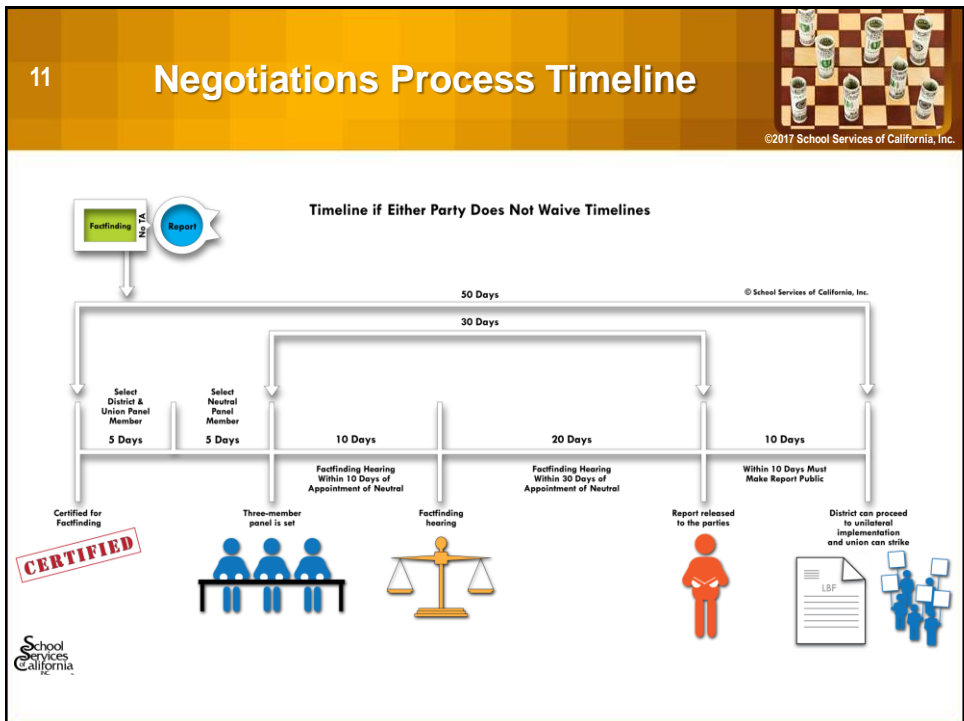 11
Negotiations Process Timeline
©2017 School Services of California, Inc.
Factfinding
No TA
Report
Timeline if Either Party Does Not Waive Timelines
50 Days
© School Services of California, Inc.
30 Days
Select
District &
Union Panel
Member
Select
Neutral
Panel
Member
5 Days
5 Days
10 Days
20 Days
10 Days
Factfinding Hearing
Within 10 Days of
Appointment of Neutral
Factfinding Hearing
Within 30 Days of
Appointment of Neutral
Within 10 Days Must
Make Report Public
Certified for
Factfinding
Three-member
panel is set
Factfinding
hearing
Report released
to the parties
District can proceed
to unilateral
implementation
and union can strike
CERTIFIED
LBF
School
Services
of California
INC.